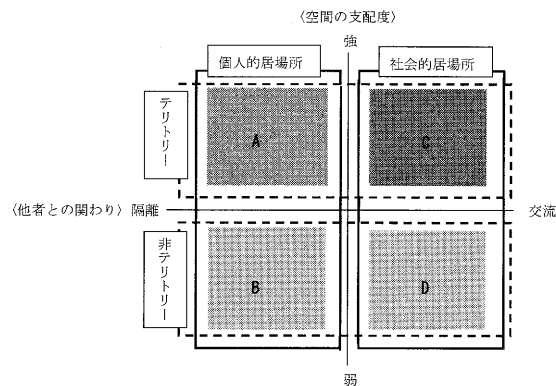 〈空間の支配度〉
強
個人的居場所
社会的居場所
テリトリー
A
C
〈他者との関わり〉隔離
交流
非テリトリー
B
D
弱